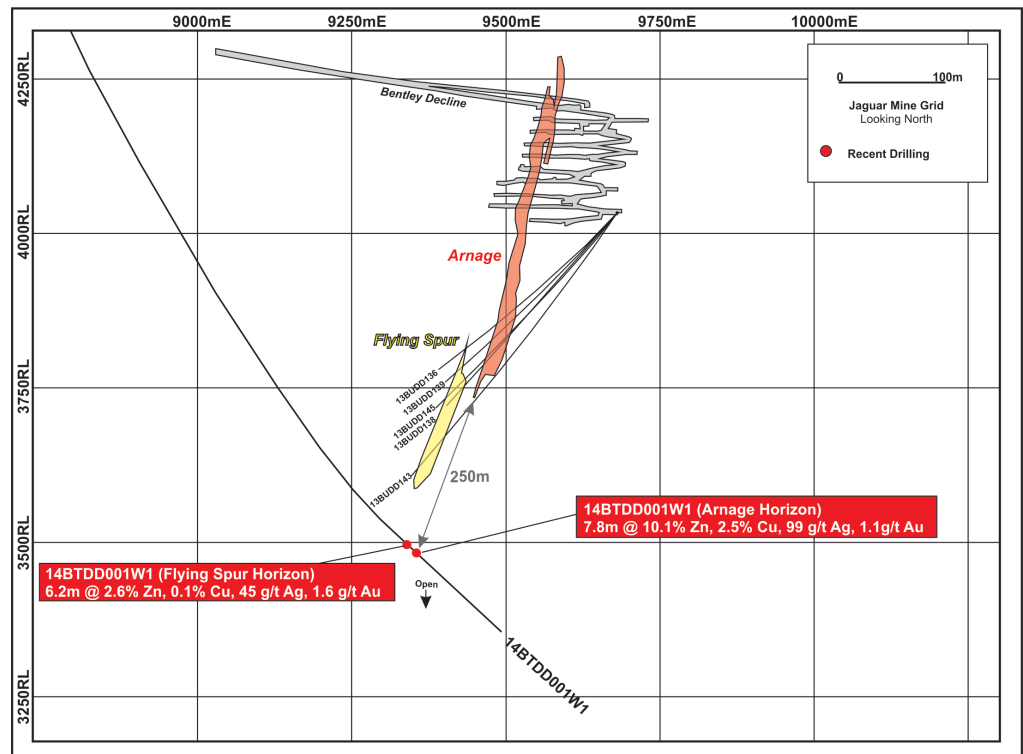 9000mE
9250mE
9500mE
9750mE
10000mE
4250RL
4000RL
3750RL
3500RL
3250RL
0
100m
Jaguar Mine Grid
Looking North
Recent Drilling
Bentley Decline
Arnage
Flying Spur
13BUDD136
13BUDD139
13BUDD145
13BUDD138
13BUDD143
250m
14BTDD001W1 (Arnage Horizon)
7.8m @ 10.1% Zn, 2.5% Cu, 99 g/t Ag, 1.1g/t Au
14BTDD001W1 (Flying Spur Horizon)
6.2m @ 2.6% Zn, 0.1% Cu, 45 g/t Ag, 1.6 g/t Au
Open
14BTDD001W1